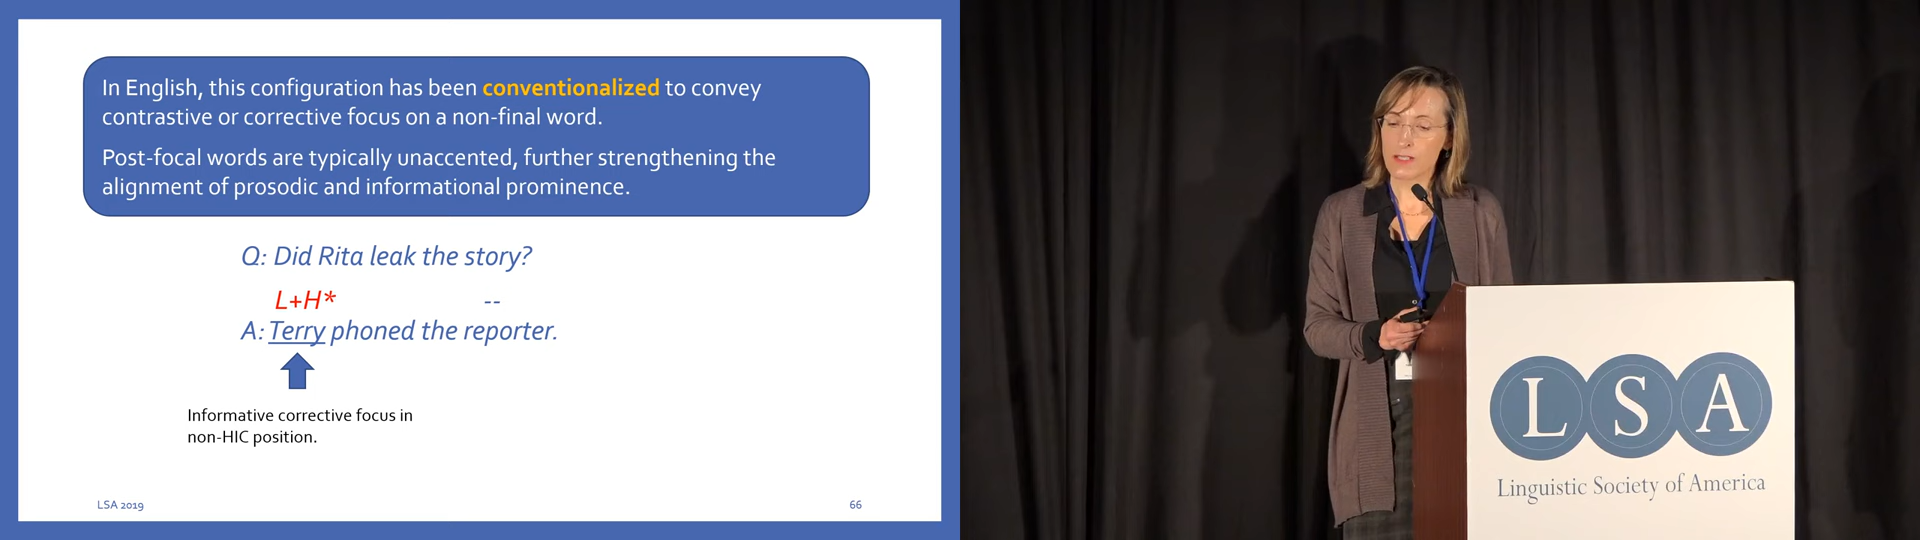 In English, this configuration has been conventionalized to convey
contrastive or corrective focus on a non-final word.
Post-focal words are typically unaccented, further strengthening the
alignment of prosodic and informational prominence.
Q: Did Rita leak the story?
L+H* --
A: Terry phoned the reporter.
Informative corrective focus in
non-HIC position.
LSA 2019
66
LSA
Linguistic Society of America